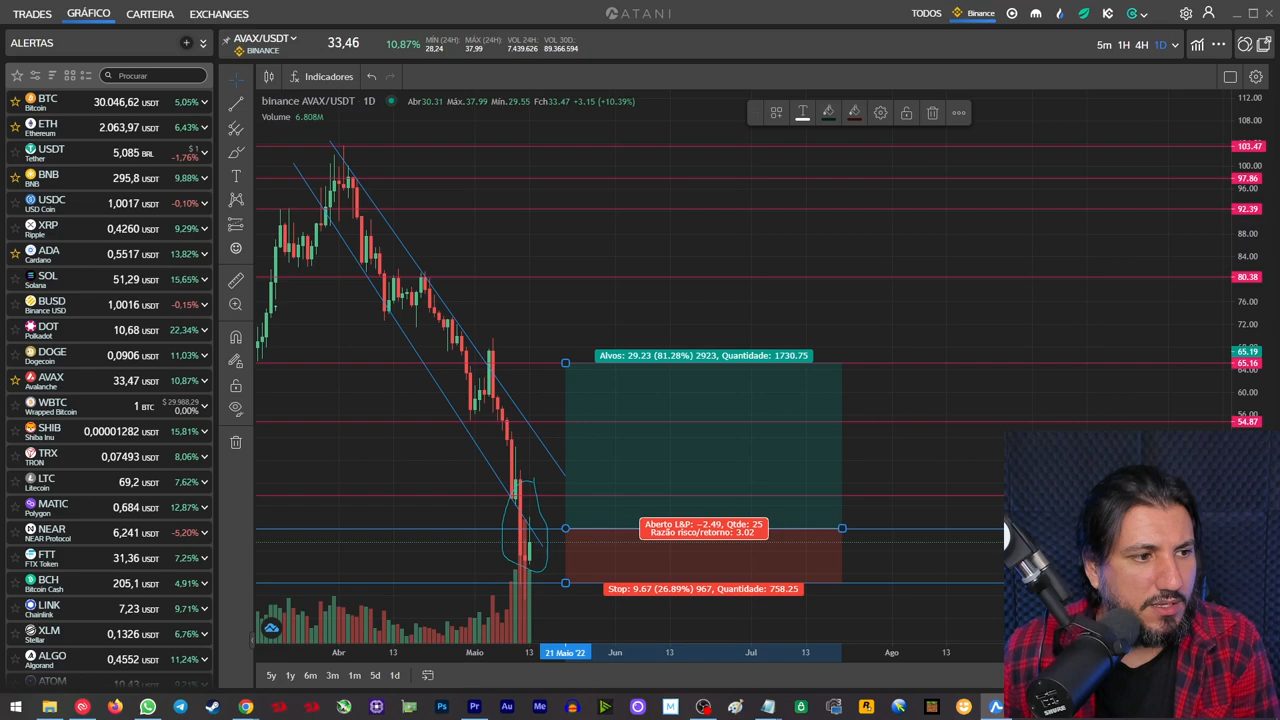 TRADES GRÁFICO CARTEIRA EXCHANGES
ATANI
TODOS Binance
ALERTAS
AVAX/USDT
BINANCE
33,46
10,87%
MIN (24H):
28,24
MÁX (24H):
37,99
VOL 24H:
7.439.626
VOL 30D:
89.366.594
5m 1H 4H 1D
Procurar
Indicadores
binance AVAX/USDT 1D
Abr30.31 Máx.37.99 Mín.29.55 Fch33.47 +3.15 (+10.39%)
Volume 6.808M
BTC
Bitcoin
30.046,62 USDT
5,05%
ETH
Ethereum
2.063,97 USDT
6,43%
USDT
Tether
5,085 BRL
$ 1
-1,76%
BNB
BNB
295,8 USDT
9,88%
USDC
USD Coin
1,0017 USDT
-0,10%
XRP
Ripple
0,4260 USDT
9,29%
ADA
Cardano
0,5517 USDT
13,82%
SOL
Solana
51,29 USDT
15,65%
BUSD
Binance USD
1,0016 USDT
-0,15%
DOT
Polkadot
10,68 USDT
22,34%
DOGE
Dogecoin
0,0906 USDT
11,03%
AVAX
Avalanche
33,47 USDT
10,87%
WBTC
Wrapped Bitcoin
1 BTC
$ 29.988,29
0,00%
SHIB
Shiba Inu
0,00001282 USDT
15,81%
TRX
TRON
0,07493 USDT
8,06%
LTC
Litecoin
69,2 USDT
7,62%
MATIC
Polygon
0,684 USDT
12,87%
NEAR
NEAR Protocol
6,241 USDT
-5,20%
FTT
FTX Token
31,36 USDT
7,25%
BCH
Bitcoin Cash
205,1 USDT
4,91%
LINK
Chainlink
7,23 USDT
9,71%
XLM
Stellar
0,1326 USDT
6,76%
ALGO
Algorand
0,4552 USDT
11,24%
ATOM
10,43 USDT
112.00
108.00
103.47
100.00
97.86
96.00
92.39
88.00
84.00
80.38
76.00
72.00
68.00
65.19
65.16
64.00
60.00
56.00
54.87
Alvos: 29.23 (81.28%) 2923, Quantidade: 1730.75
Aberto L&P: −2.49, Qtde: 25
Razão risco/retorno: 3.02
Stop: 9.67 (26.89%) 967, Quantidade: 758.25
Abr 13 Maio 13 21 Maio '22 Jun 13 Jul 13 Ago 13
5y 1y 6m 3m 1m 5d 1d